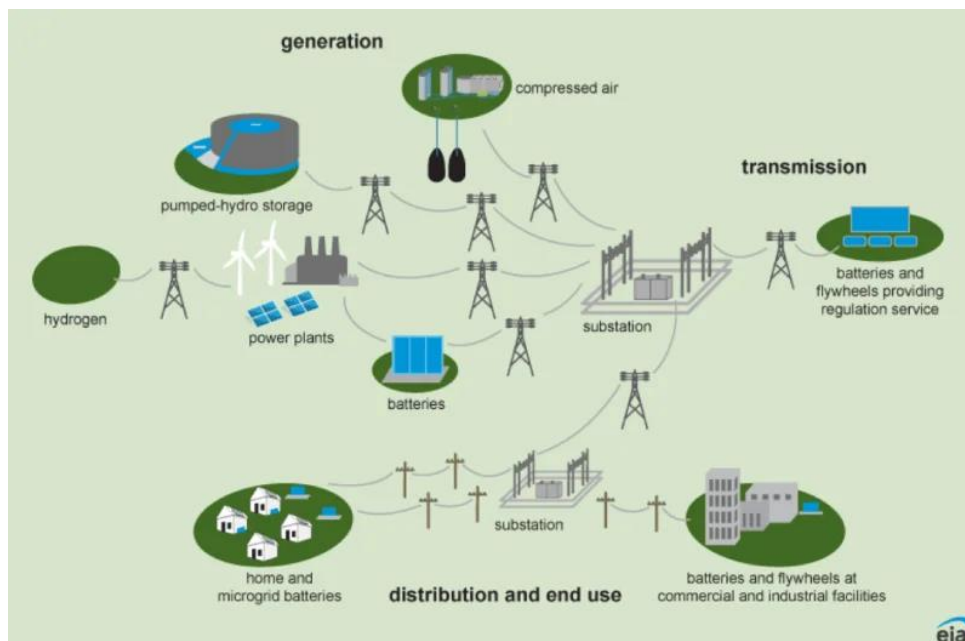 generation
compressed air
transmission
pumped-hydro storage
batteries and
flywheels providing
regulation service
hydrogen
power plants
substation
batteries
substation
home and
microgrid batteries
distribution and end use
batteries and flywheels at
commercial and industrial facilities
eia